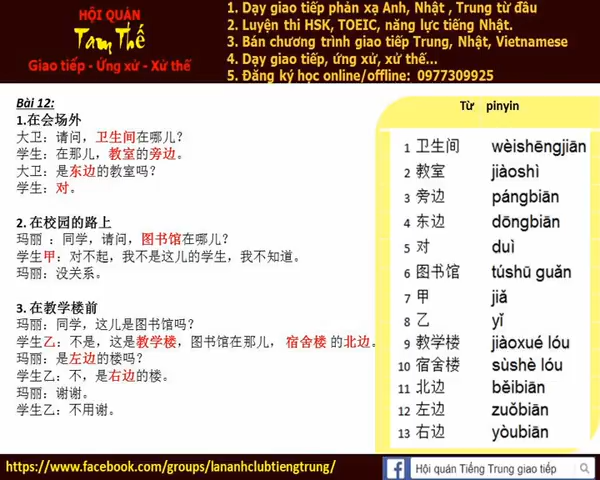 HỘI QUÁN
Tam Thế
Giao tiếp - Ứng xử - Xử thế
1. Dạy giao tiếp phản xạ Anh, Nhật , Trung từ đầu
2. Luyện thi HSK, TOEIC, năng lực tiếng Nhật.
3. Bán chương trình giao tiếp Trung, Nhật, Vietnamese
4. Dạy giao tiếp, ứng xử, xử thế...
5. Đăng ký học online/offline: 0977309925
Bài 12:
1.在会场外
大卫：请问，卫生间在哪儿？
学生：在那儿，教室的旁边。
大卫：是东边的教室吗？
学生：对。
2. 在校园的路上
玛丽 ：同学，请问，图书馆在哪儿？
学生甲：对不起，我不是这儿的学生，我不知道。
玛丽：没关系。
3. 在教学楼前
玛丽：同学，这儿是图书馆吗？
学生乙：不是，这是教学楼，图书馆在那儿， 宿舍楼 的北边。
玛丽：是左边的楼吗？
学生乙：不，是右边的楼。
玛丽：谢谢。
学生乙：不用谢。
Từ pinyin
1 卫生间 wèishēngjiān
2 教室 jiàoshì
3 旁边 pángbiān
4 东边 dōngbiān
5 对 duì
6 图书馆 túshū guǎn
7 甲 jiǎ
8 乙 yǐ
9 教学楼 jiàoxué lóu
10 宿舍楼 sùshè lóu
11 北边 běibiān
12 左边 zuǒbiān
13 右边 yòubiān
https://www.facebook.com/groups/lananhclubtiengtrung/
f Hội quán Tiếng Trung giao tiếp